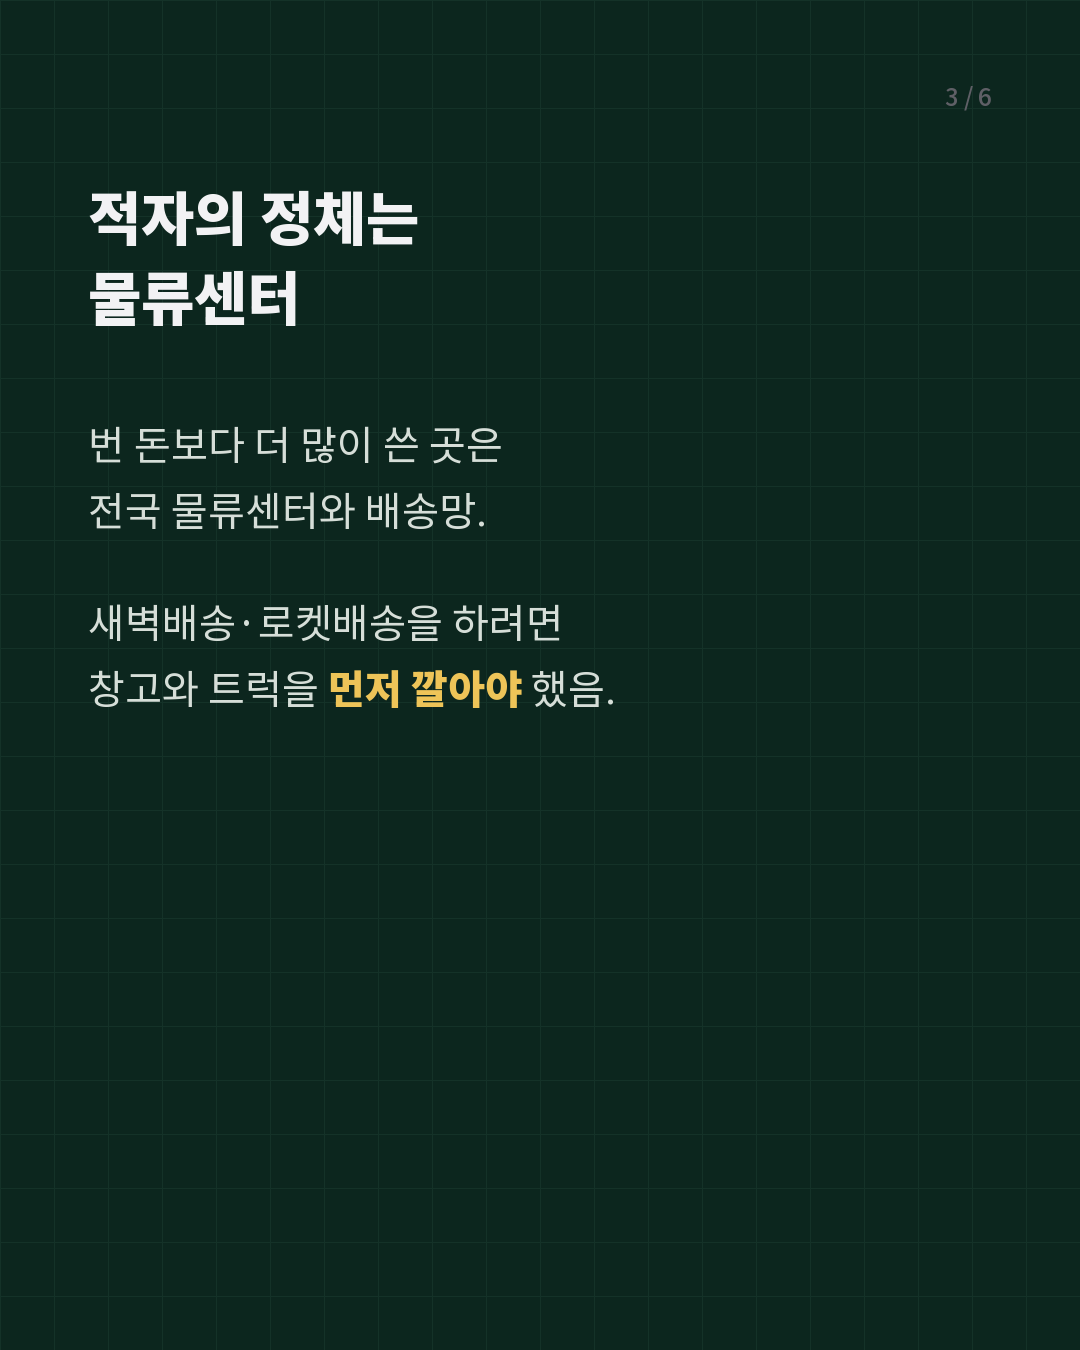 3 / 6
적자의 정체는
물류센터
번 돈보다 더 많이 쓴 곳은
전국 물류센터와 배송망.
새벽배송·로켓배송을 하려면
창고와 트럭을 먼저 깔아야 했음.